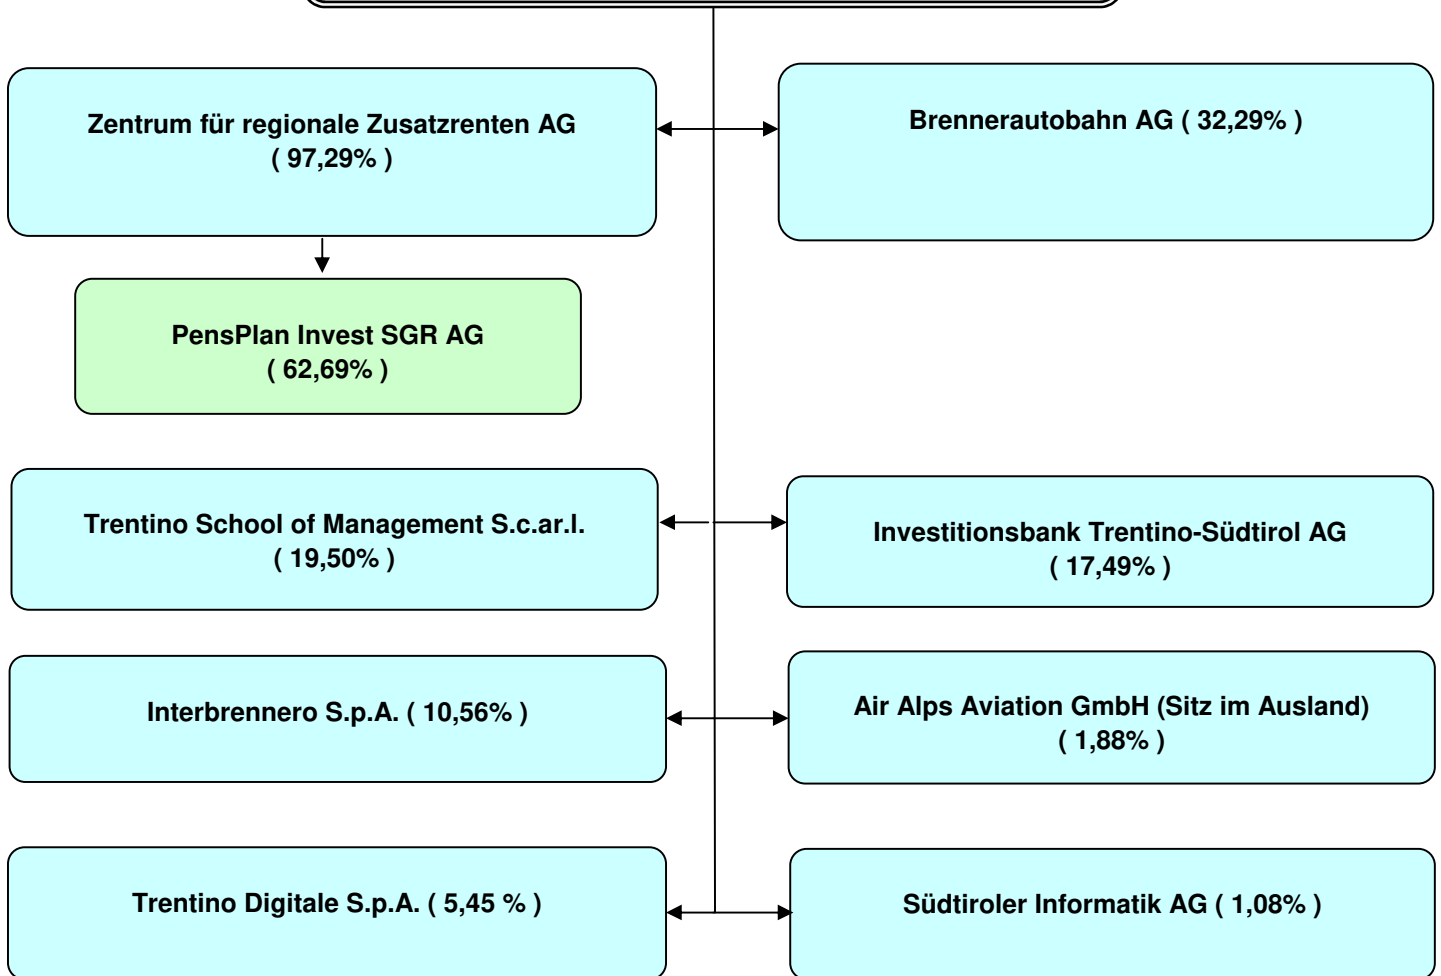 Zentrum für regionale Zusatzrenten AG
( 97,29% )
Brennerautobahn AG ( 32,29% )
PensPlan Invest SGR AG
( 62,69% )
Trentino School of Management S.c.ar.l.
( 19,50% )
Investitionsbank Trentino-Südtirol AG
( 17,49% )
Interbrennero S.p.A. ( 10,56% )
Air Alps Aviation GmbH (Sitz im Ausland)
( 1,88% )
Trentino Digitale S.p.A. ( 5,45 % )
Südtiroler Informatik AG ( 1,08% )